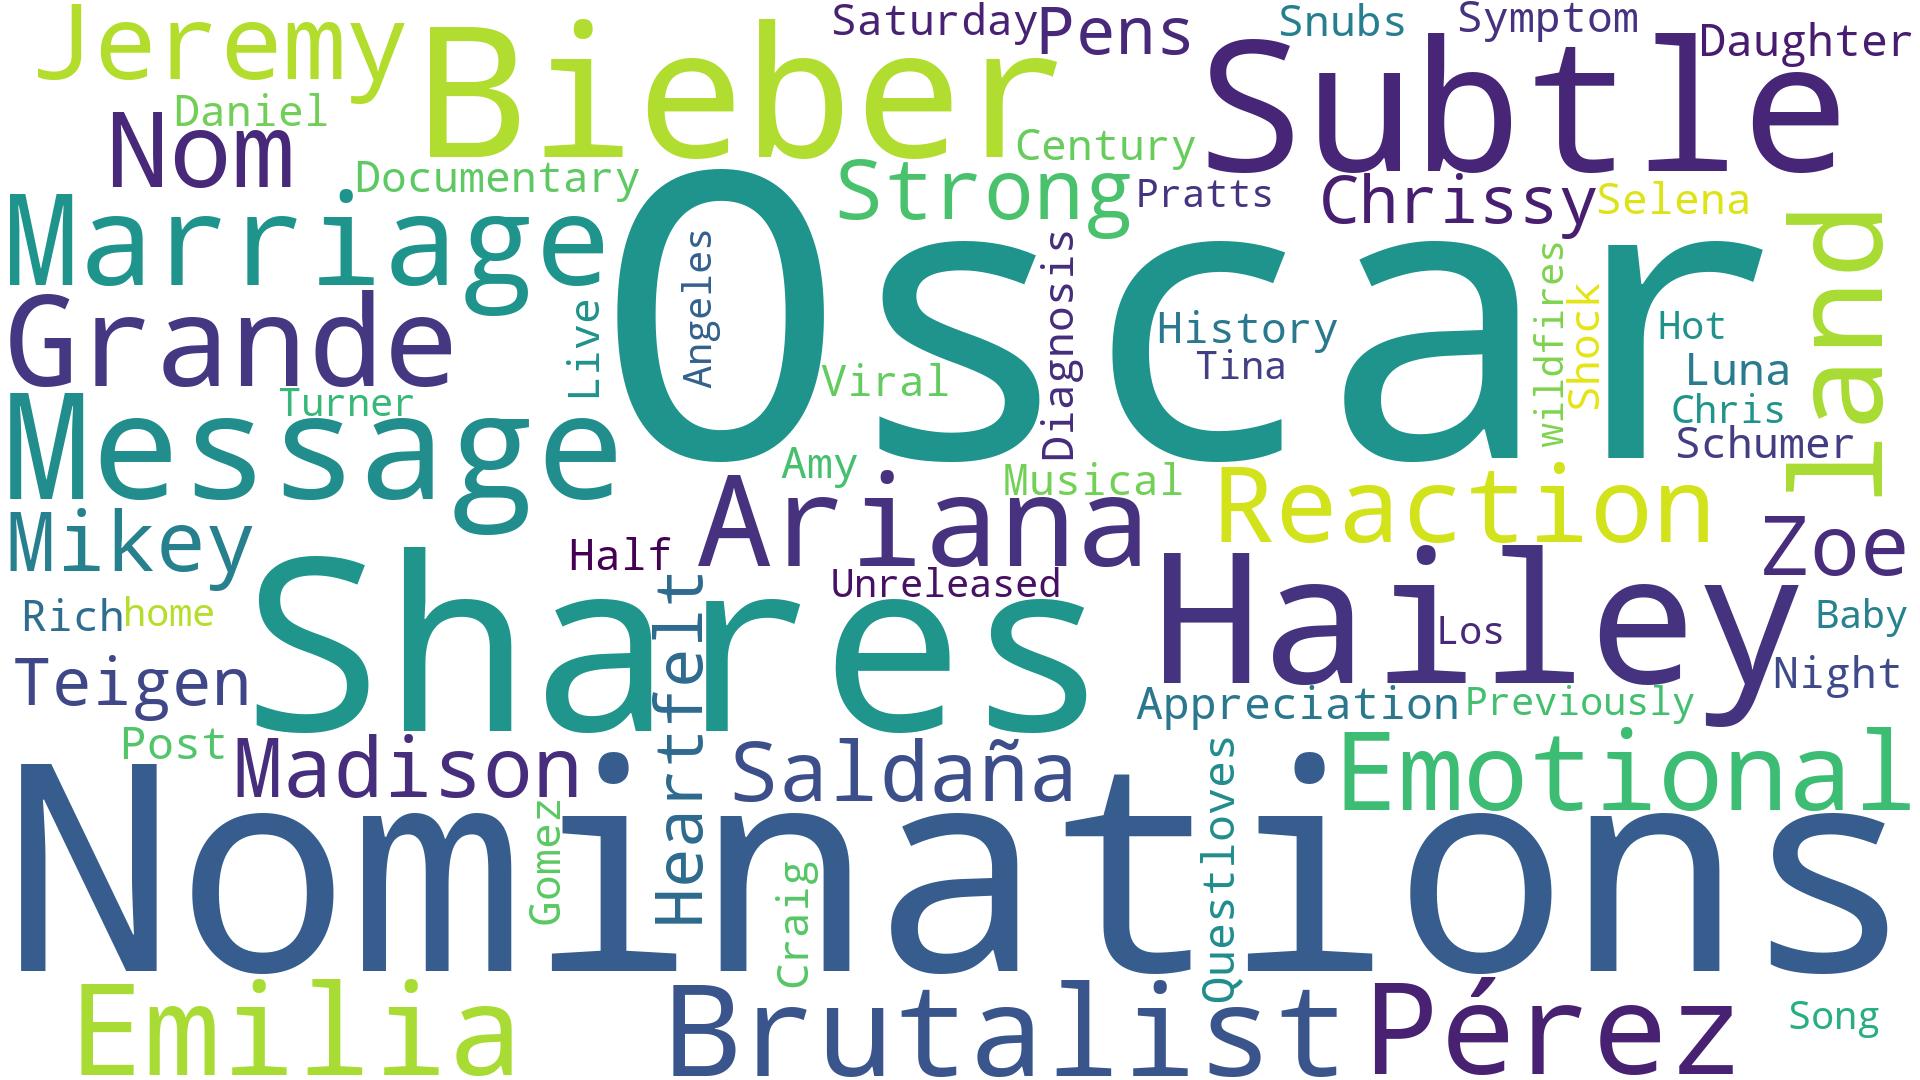 Jeremy
Bieber
Saturday
Pens
Snubs
Symptom
Daughter
Subtle
Daniel
Nom
Documentary
Century
Strong
Pratts
Chrissy
Selena
Marriage
Oscar
Angeles
Live
Diagnosis
History
Tina
wildfires
Shock
Hot
Luna
Chris
Schumer
land
Grande
Turner
Viral
Message
Amy
Musical
Ariana
Reaction
Mikey
Half
Unreleased
Zoe
Rich
home
Shares
Heartfelt
Hailey
Los
Baby
Night
Teigen
Appreciation
Previously
Post
Madison
Saldaña
Questloves
Emotional
Nominations
Gomez
Craig
Emilia
Brutalist
Pérez
Song